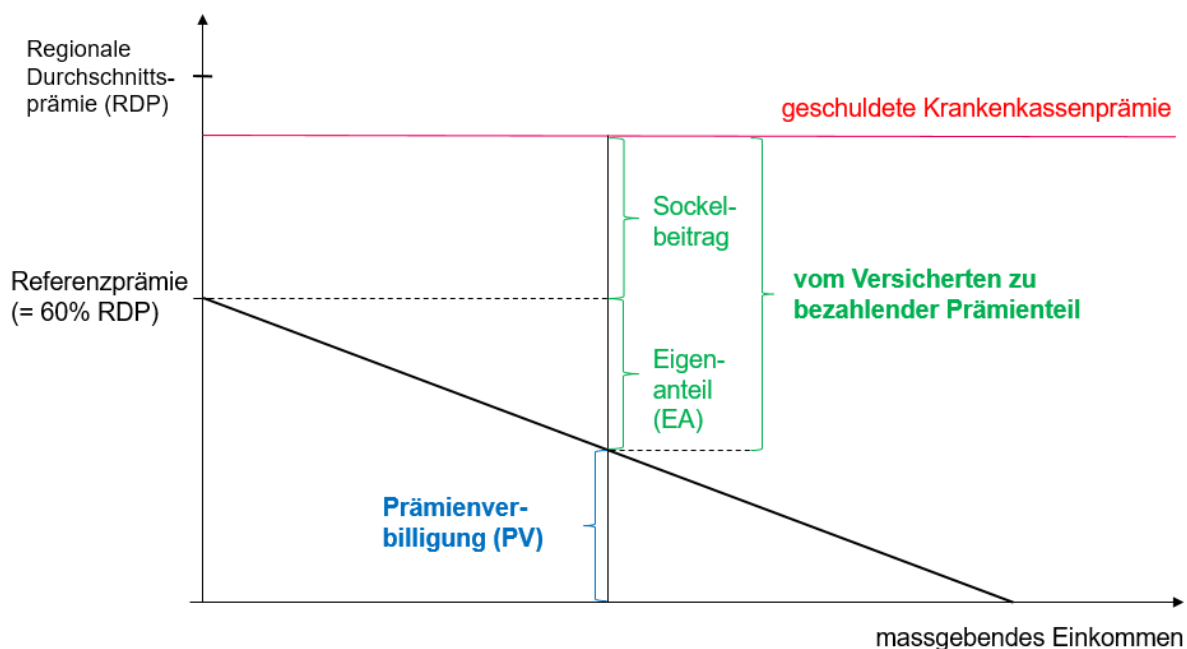 Regionale
Durchschnitts-
prämie (RDP)
geschuldete Krankenkassenprämie
Sockel-
beitrag
Referenzprämie
(= 60% RDP)
vom Versicherten zu
bezahlender Prämienteil
Eigen-
anteil
(EA)
Prämienver-
billigung (PV)
massgebendes Einkommen